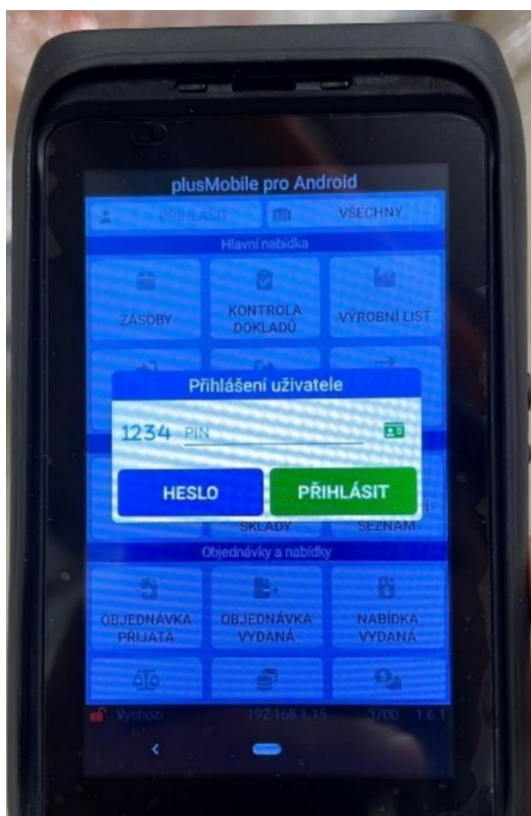 plusMobile pro Android
PŘIHLÁSIT VŠECHNY
Hlavní nabídka
ZÁSOBY KONTROLA DOKLADŮ VÝROBNÍ LIST
Přihlášení uživatele
1234 PIN
HESLO PŘIHLÁSIT
SKLADY SEZNAM
Objednávky a nabídky
OBJEDNÁVKA PŘIJATÁ OBJEDNÁVKA VYDANÁ NABÍDKA VYDANÁ
Výchozí 192.168.1.15 3700 1.6.1